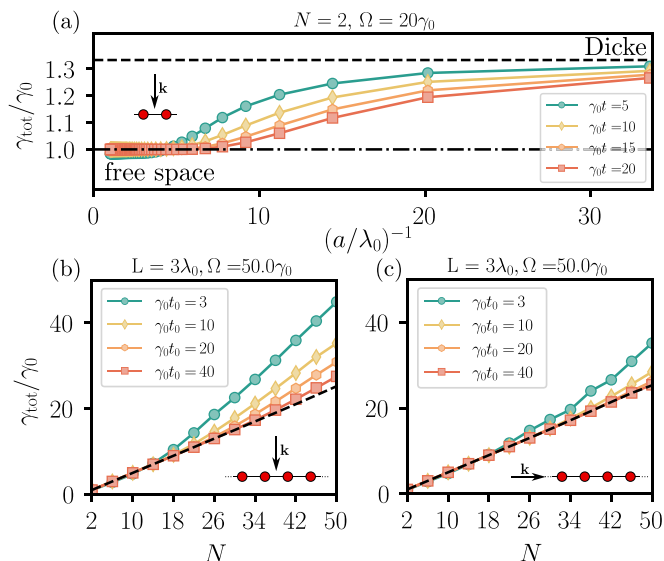 (a)
N = 2, Ω = 20γ₀
Dicke
1.3
1.2
1.1
1.0
γ_tot/γ₀
k
free space
γ₀t =5
γ₀t =10
γ₀t =15
γ₀t =20
0 10 20 30
(a/λ₀)⁻¹
(b)
L = 3λ₀, Ω =50.0γ₀
γ₀t₀ = 3
γ₀t₀ = 10
γ₀t₀ = 20
γ₀t₀ = 40
40
20
0
γ_tot/γ₀
k
2 10 18 26 34 42 50
N
(c)
L = 3λ₀, Ω =50.0γ₀
γ₀t₀ = 3
γ₀t₀ = 10
γ₀t₀ = 20
γ₀t₀ = 40
40
20
0
k
2 10 18 26 34 42 50
N